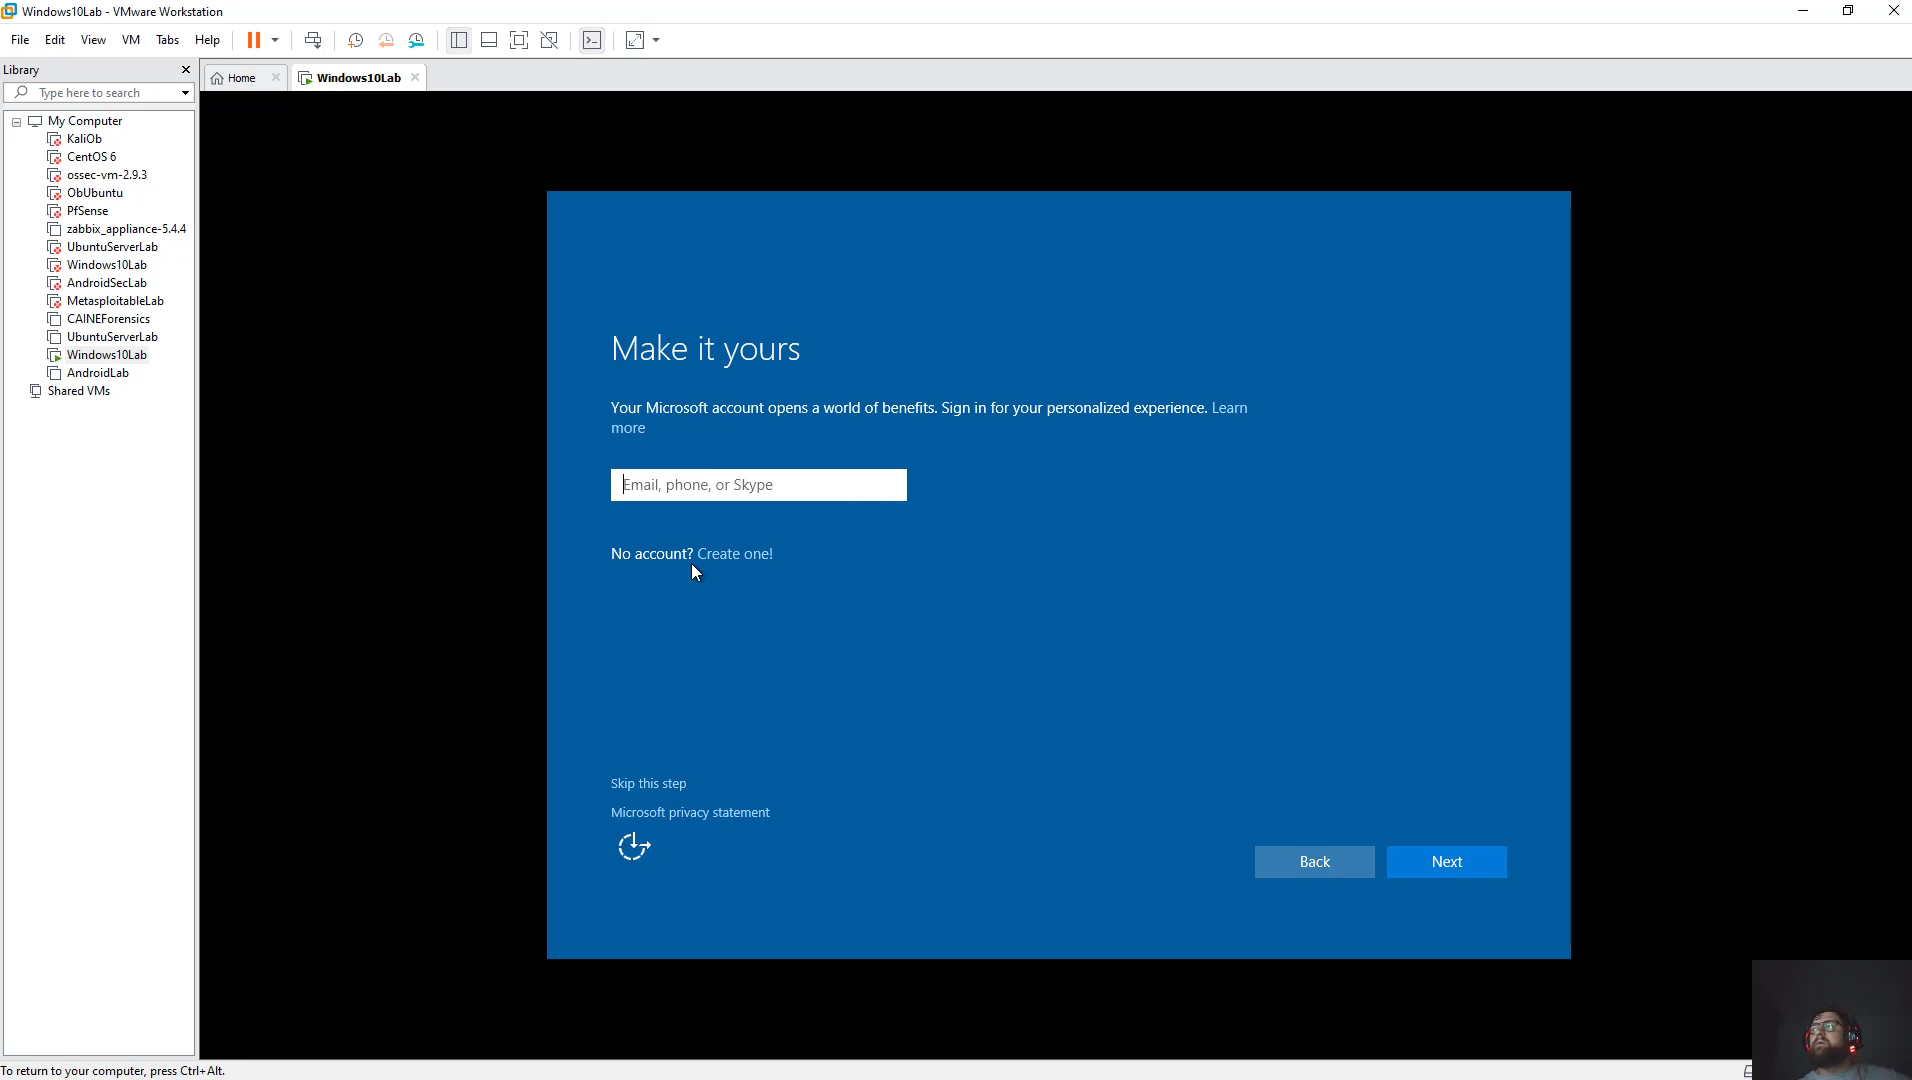 Windows10Lab - VMware Workstation
File Edit View VM Tabs Help
Library
Type here to search
Home
Windows10Lab
My Computer
KaliOb
CentOS 6
ossec-vm-2.9.3
ObUbuntu
PfSense
zabbix_appliance-5.4.4
UbuntuServerLab
Windows10Lab
AndroidSecLab
MetasploitableLab
CAINEForensics
UbuntuServerLab
Windows10Lab
AndroidLab
Shared VMs
Make it yours
Your Microsoft account opens a world of benefits. Sign in for your personalized experience. Learn
more
Email, phone, or Skype
No account? Create one!
Skip this step
Microsoft privacy statement
Back
Next
To return to your computer, press Ctrl+Alt.